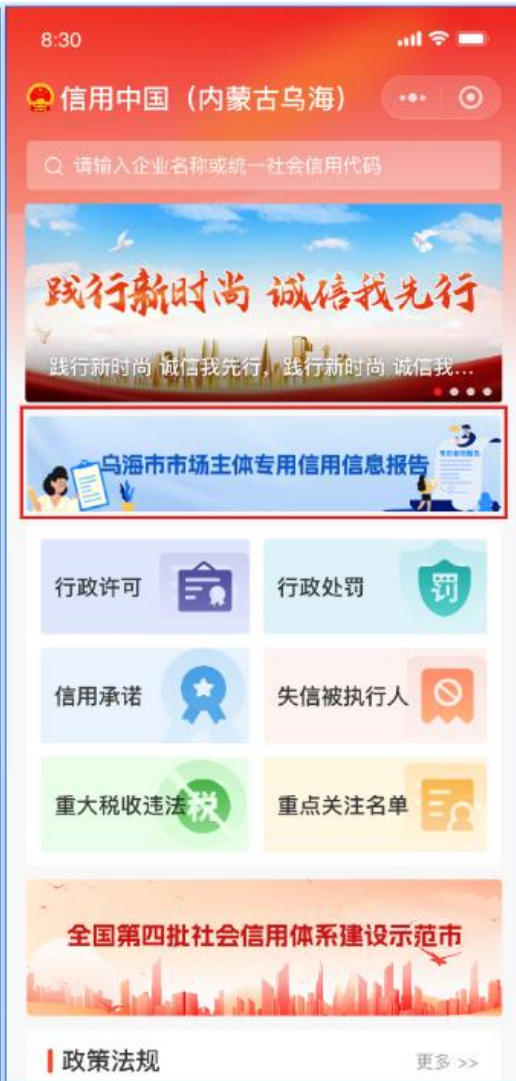 8:30
信用中国（内蒙古乌海）
请输入企业名称或统一社会信用代码
践行新时尚 诚信我先行
践行新时尚 诚信我先行，践行新时尚 诚信我...
乌海市市场主体专用信用信息报告
行政许可
行政处罚
罚
信用承诺
失信被执行人
重大税收违法
税
重点关注名单
全国第四批社会信用体系建设示范市
政策法规
更多 >>